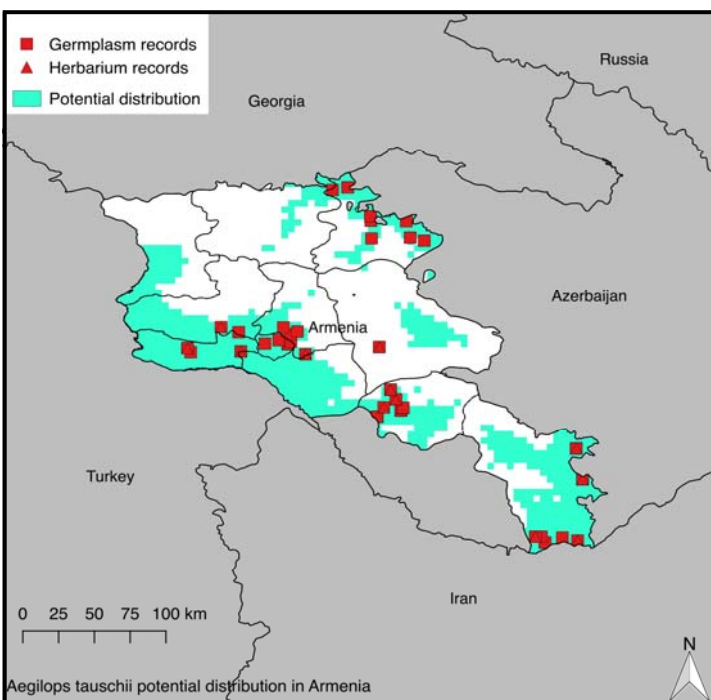 Germplasm records
Herbarium records
Potential distribution
Russia
Georgia
Azerbaijan
Armenia
Turkey
Iran
0 25 50 75 100 km
N
Aegilops tauschii potential distribution in Armenia